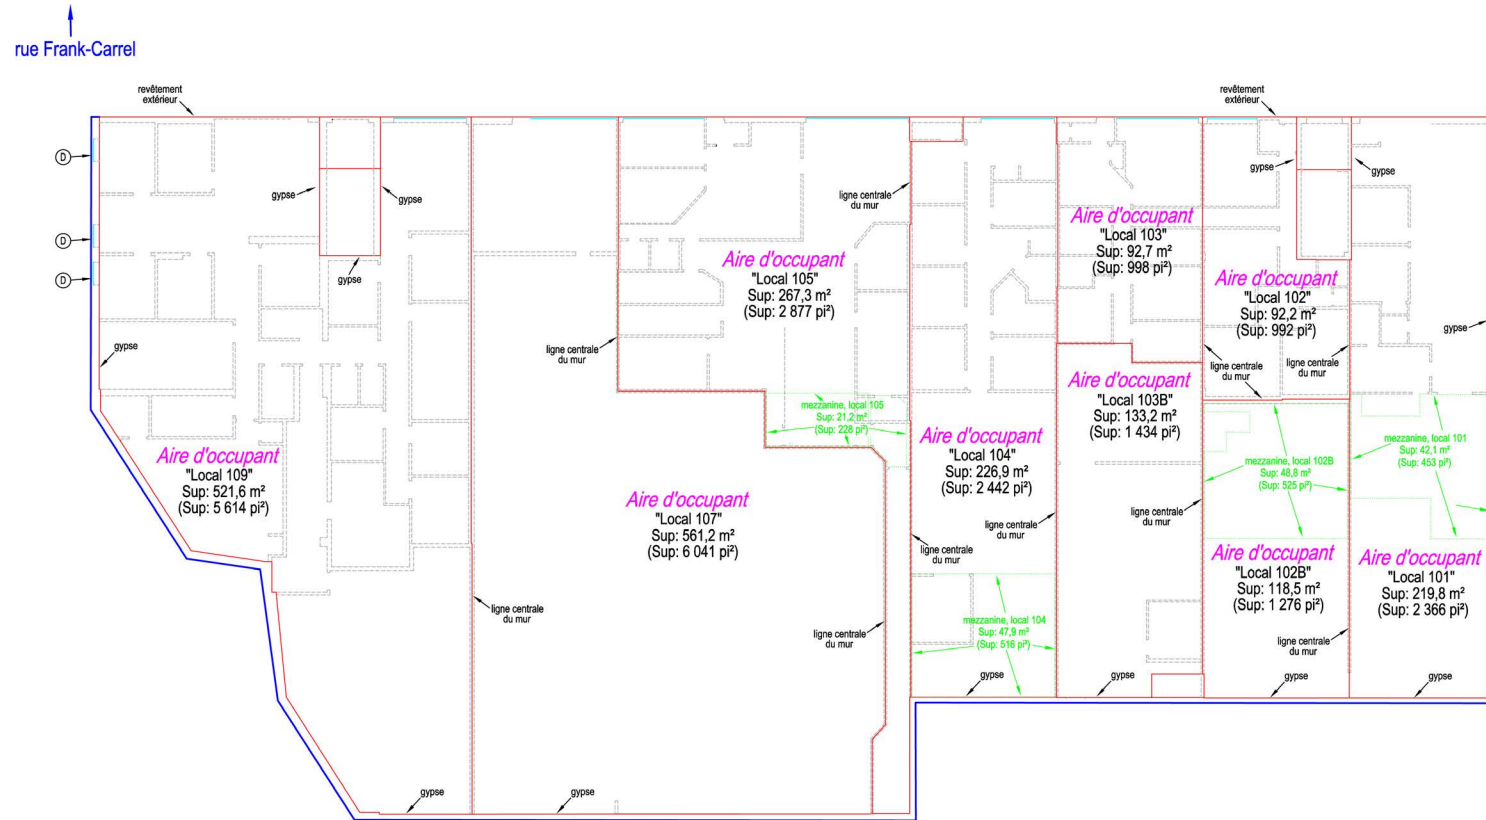 rue Frank-Carrel
revêtement
extérieur
revêtement
extérieur
D
D
D
gypse
gypse
gypse
gypse
Aire d'occupant
"Local 109"
Sup: 521,6 m²
(Sup: 5 614 pi²)
gypse
ligne centrale
du mur
gypse
Aire d'occupant
"Local 107"
Sup: 561,2 m²
(Sup: 6 041 pi²)
ligne centrale
du mur
ligne centrale
du mur
Aire d'occupant
"Local 105"
Sup: 267,3 m²
(Sup: 2 877 pi²)
mezzanine, local 105
Sup: 21,2 m²
(Sup: 228 pi²)
ligne centrale
du mur
Aire d'occupant
"Local 104"
Sup: 226,9 m²
(Sup: 2 442 pi²)
ligne centrale
du mur
ligne centrale
du mur
mezzanine, local 104
Sup: 47,9 m²
(Sup: 516 pi²)
gypse
Aire d'occupant
"Local 103"
Sup: 92,7 m²
(Sup: 998 pi²)
Aire d'occupant
"Local 103B"
Sup: 133,2 m²
(Sup: 1 434 pi²)
ligne centrale
du mur
gypse
gypse
gypse
Aire d'occupant
"Local 102"
Sup: 92,2 m²
(Sup: 992 pi²)
ligne centrale
du mur
ligne centrale
du mur
mezzanine, local 102B
Sup: 48,8 m²
(Sup: 525 pi²)
Aire d'occupant
"Local 102B"
Sup: 118,5 m²
(Sup: 1 276 pi²)
ligne centrale
du mur
gypse
gypse
mezzanine, local 101
Sup: 42,1 m²
(Sup: 453 pi²)
Aire d'occupant
"Local 101"
Sup: 219,8 m²
(Sup: 2 366 pi²)
gypse